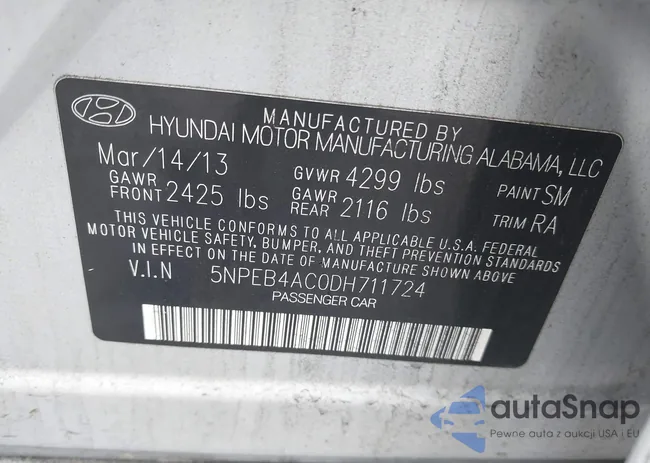 MANUFACTURED BY
HYUNDAI MOTOR MANUFACTURING ALABAMA, LLC
Mar/14/13 GVWR 4299 lbs PAINT SM
GAWR FRONT 2425 lbs GAWR REAR 2116 lbs TRIM RA
THIS VEHICLE CONFORMS TO ALL APPLICABLE U.S.A. FEDERAL
MOTOR VEHICLE SAFETY, BUMPER, AND THEFT PREVENTION STANDARDS
IN EFFECT ON THE DATE OF MANUFACTURE SHOWN ABOVE
V.I.N 5NPEB4AC0DH711724
PASSENGER CAR
autaSnap
Pewne auta z aukcji USA i EU